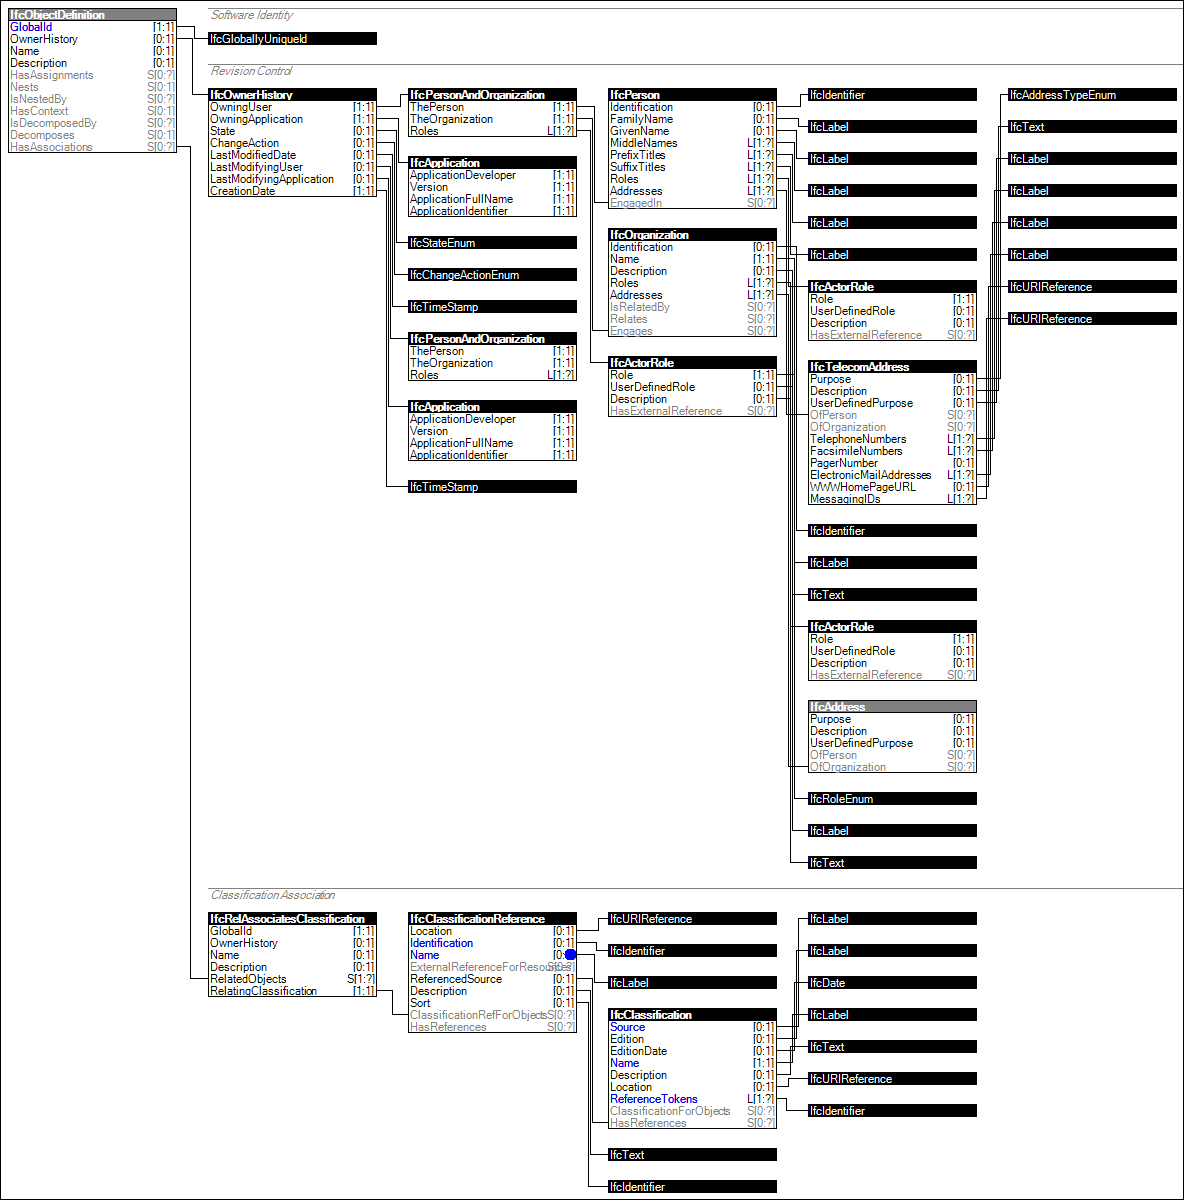 IfcObjectDefinition
GlobalId [1:1]
OwnerHistory [0:1]
Name [0:1]
Description [0:1]
HasAssignments S[0:?]
Nests S[0:1]
IsNestedBy S[0:?]
HasContext S[0:1]
IsDecomposedBy S[0:?]
Decomposes S[0:1]
HasAssociations S[0:?]
Software Identity
IfcGloballyUniqueId
Revision Control
IfcOwnerHistory
OwningUser [1:1]
OwningApplication [1:1]
State [0:1]
ChangeAction [0:1]
LastModifiedDate [0:1]
LastModifyingUser [0:1]
LastModifyingApplication [0:1]
CreationDate [1:1]
IfcPersonAndOrganization
ThePerson [1:1]
TheOrganization [1:1]
Roles L[1:?]
IfcApplication
ApplicationDeveloper [1:1]
Version [1:1]
ApplicationFullName [1:1]
ApplicationIdentifier [1:1]
IfcStateEnum
IfcChangeActionEnum
IfcTimeStamp
IfcPersonAndOrganization
ThePerson [1:1]
TheOrganization [1:1]
Roles L[1:?]
IfcApplication
ApplicationDeveloper [1:1]
Version [1:1]
ApplicationFullName [1:1]
ApplicationIdentifier [1:1]
IfcTimeStamp
IfcPerson
Identification [0:1]
FamilyName [0:1]
GivenName [0:1]
MiddleNames L[1:?]
PrefixTitles L[1:?]
SuffixTitles L[1:?]
Roles L[1:?]
Addresses L[1:?]
EngagedIn S[0:?]
IfcOrganization
Identification [0:1]
Name [1:1]
Description [0:1]
Roles L[1:?]
Addresses L[1:?]
IsRelatedBy S[0:?]
Relates S[0:?]
Engages S[0:?]
IfcActorRole
Role [1:1]
UserDefinedRole [0:1]
Description [0:1]
HasExternalReference S[0:?]
IfcIdentifier
IfcLabel
IfcLabel
IfcLabel
IfcLabel
IfcLabel
IfcActorRole
Role [1:1]
UserDefinedRole [0:1]
Description [0:1]
HasExternalReference S[0:?]
IfcTelecomAddress
Purpose [0:1]
Description [0:1]
UserDefinedPurpose [0:1]
OfPerson S[0:?]
OfOrganization S[0:?]
TelephoneNumbers L[1:?]
FacsimileNumbers L[1:?]
PagerNumber [0:1]
ElectronicMailAddresses L[1:?]
WWWHomePageURL [0:1]
MessagingIDs L[1:?]
IfcIdentifier
IfcLabel
IfcText
IfcActorRole
Role [1:1]
UserDefinedRole [0:1]
Description [0:1]
HasExternalReference S[0:?]
IfcAddress
Purpose [0:1]
Description [0:1]
UserDefinedPurpose [0:1]
OfPerson S[0:?]
OfOrganization S[0:?]
IfcRoleEnum
IfcLabel
IfcText
IfcAddressTypeEnum
IfcText
IfcLabel
IfcLabel
IfcLabel
IfcLabel
IfcURIReference
IfcURIReference
Classification Association
IfcRelAssociatesClassification
GlobalId [1:1]
OwnerHistory [0:1]
Name [0:1]
Description [0:1]
RelatedObjects S[1:?]
RelatingClassification [1:1]
IfcClassificationReference
Location [0:1]
Identification [0:1]
Name [0:
ExternalReferenceForResources S[0:?]
ReferencedSource [0:1]
Description [0:1]
Sort [0:1]
ClassificationRefForObjects S[0:?]
HasReferences S[0:?]
IfcURIReference
IfcIdentifier
IfcLabel
IfcClassification
Source [0:1]
Edition [0:1]
EditionDate [0:1]
Name [1:1]
Description [0:1]
Location [0:1]
ReferenceTokens L[1:?]
ClassificationForObjects S[0:?]
HasReferences S[0:?]
IfcText
IfcIdentifier
IfcLabel
IfcLabel
IfcDate
IfcLabel
IfcText
IfcURIReference
IfcIdentifier